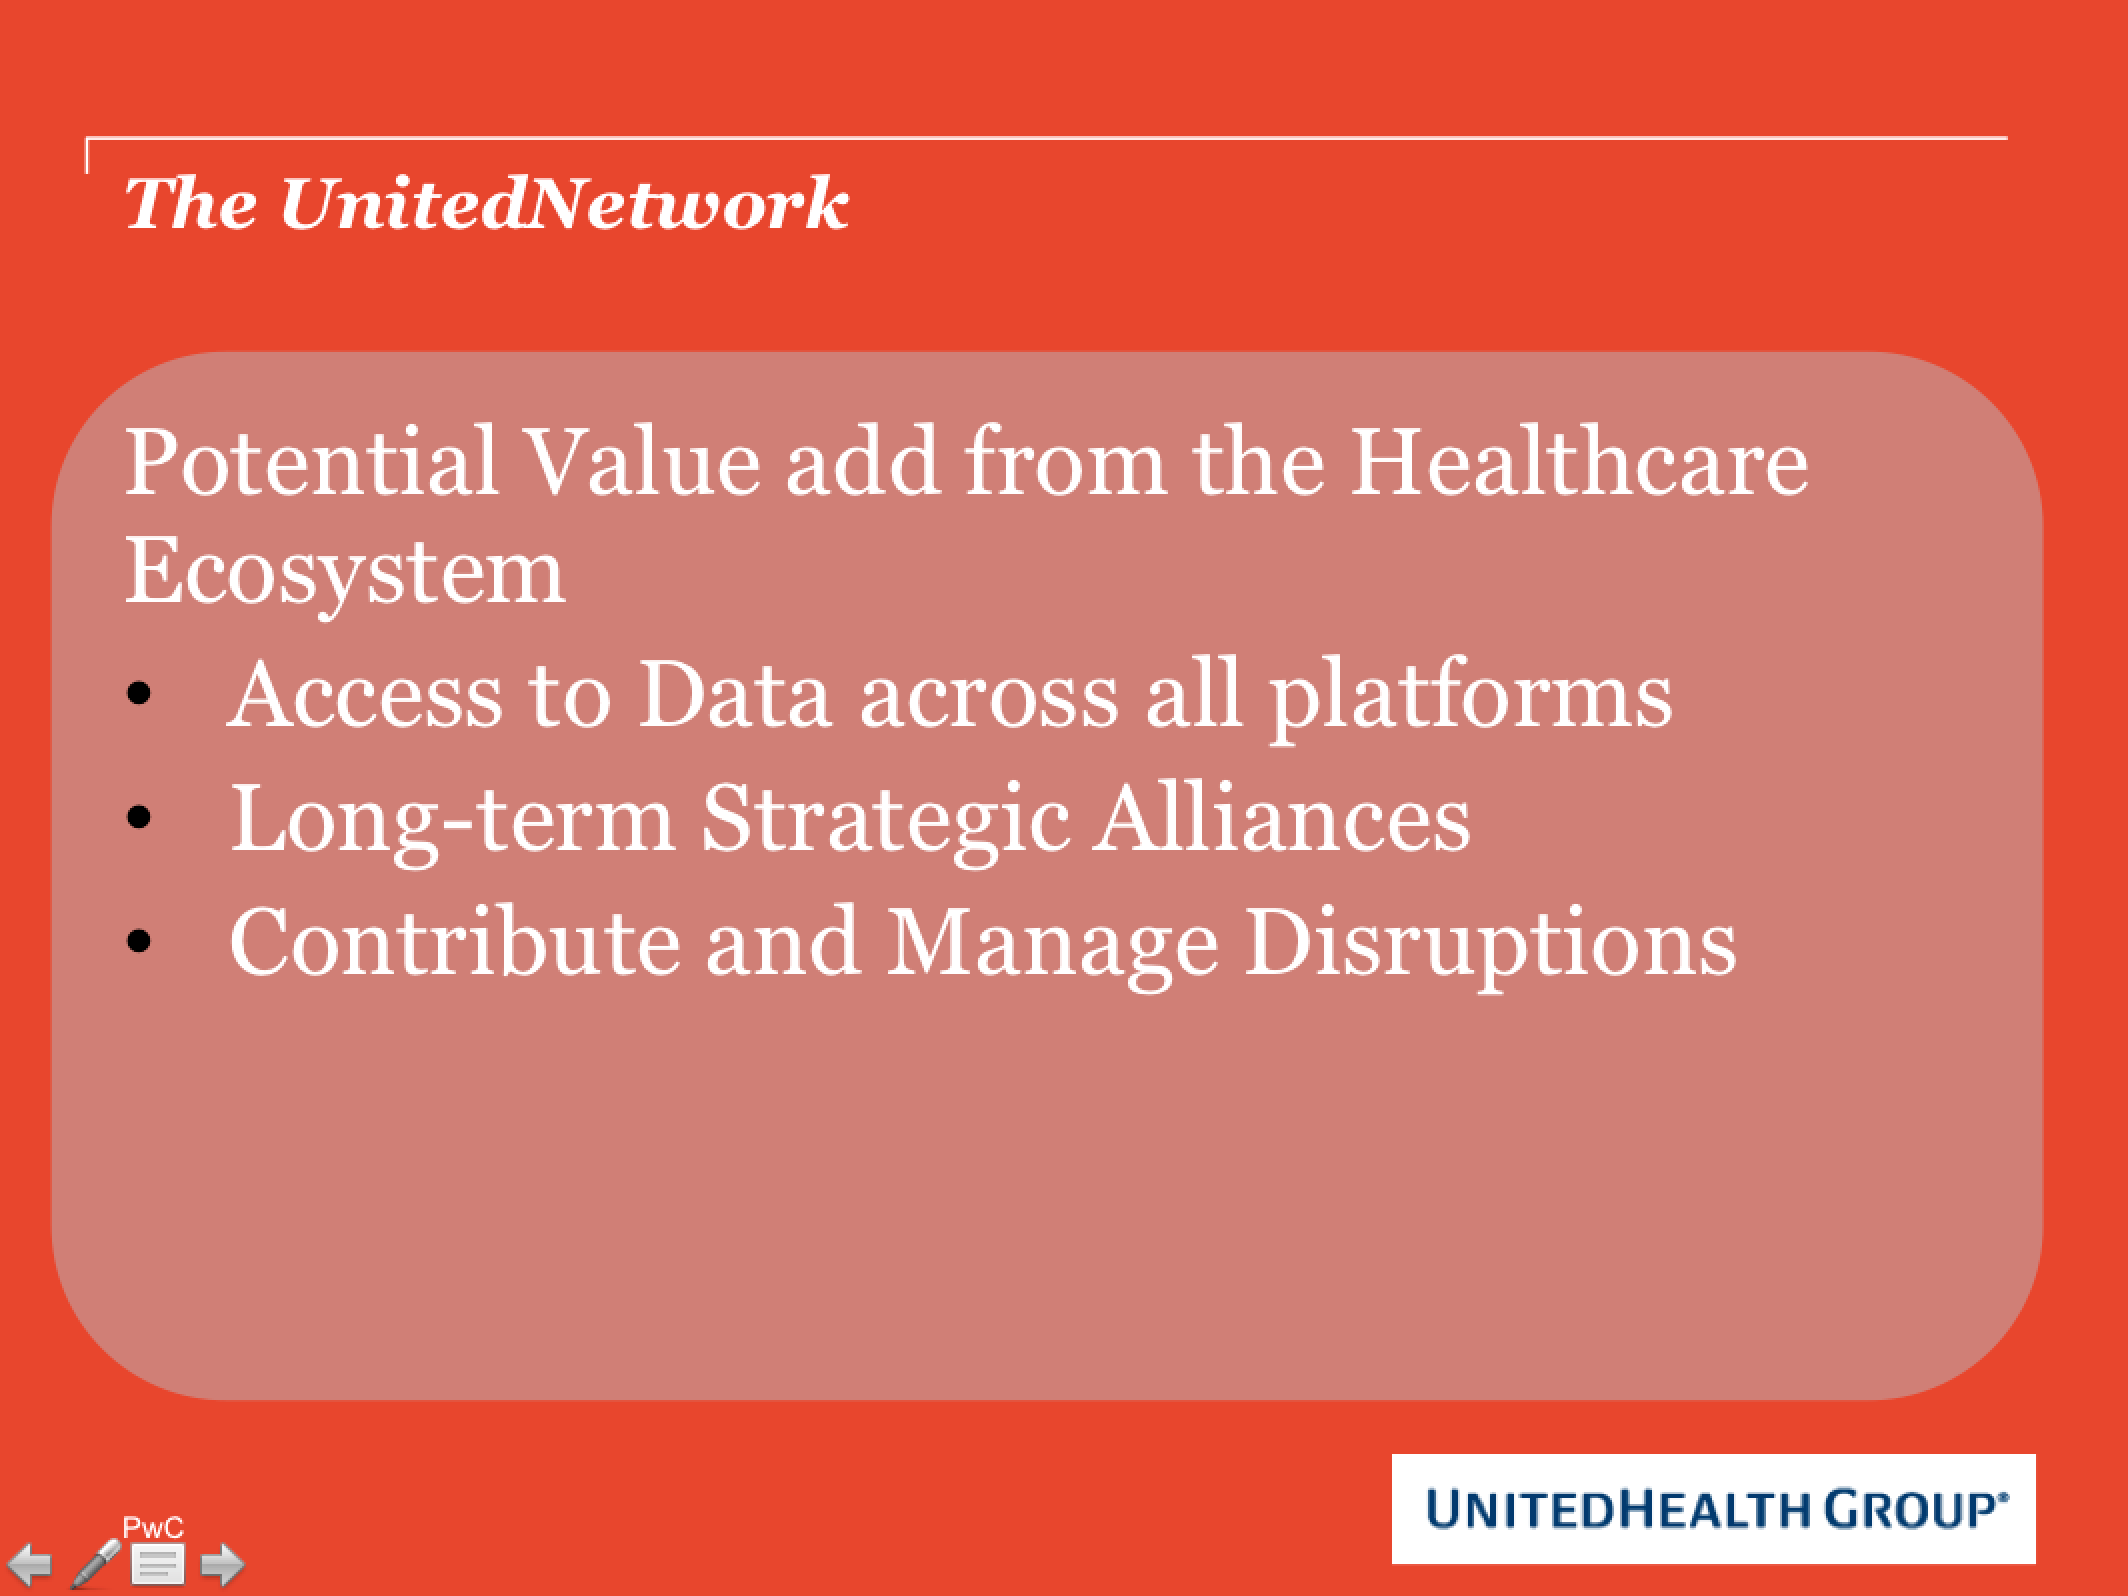 The UnitedNetwork
Potential Value add from the Healthcare
Ecosystem
• Access to Data across all platforms
• Long-term Strategic Alliances
• Contribute and Manage Disruptions
UNITEDHEALTH GROUP®
PwC